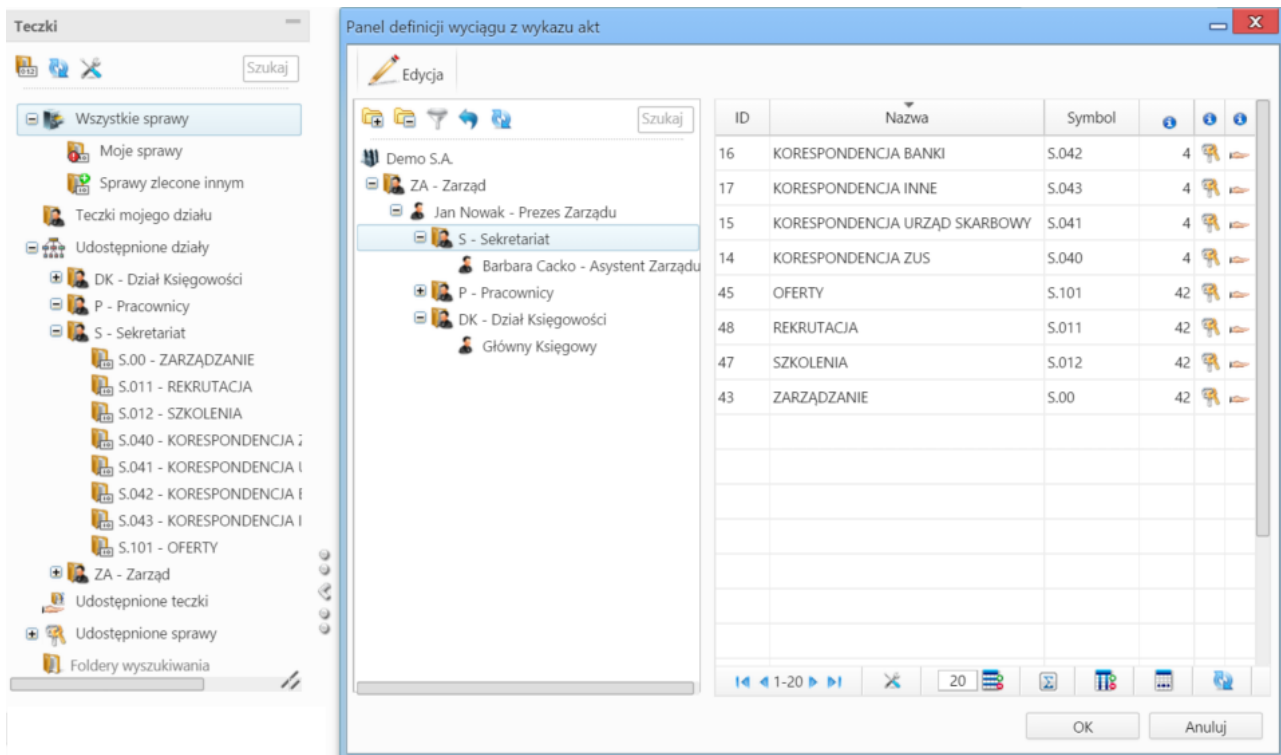 Teczki
Szukaj
Wszystkie sprawy
Moje sprawy
Sprawy zlecone innym
Teczki mojego działu
Udostępnione działy
DK - Dział Księgowości
P - Pracownicy
S - Sekretariat
S.00 - ZARZĄDZANIE
S.011 - REKRUTACJA
S.012 - SZKOLENIA
S.040 - KORESPONDENCJA
S.041 - KORESPONDENCJA
S.042 - KORESPONDENCJA
S.043 - KORESPONDENCJA
S.101 - OFERTY
ZA - Zarząd
Udostępnione teczki
Udostępnione sprawy
Foldery wyszukiwania
Panel definicji wyciągu z wykazu akt
Edycja
Szukaj
Demo S.A.
ZA - Zarząd
Jan Nowak - Prezes Zarządu
S - Sekretariat
Barbara Cacko - Asystent Zarządu
P - Pracownicy
DK - Dział Księgowości
Główny Księgowy
ID Nazwa Symbol
16 KORESPONDENCJA BANKI S.042 4
17 KORESPONDENCJA INNE S.043 4
15 KORESPONDENCJA URZĄD SKARBOWY S.041 4
14 KORESPONDENCJA ZUS S.040 4
45 OFERTY S.101 42
48 REKRUTACJA S.011 42
47 SZKOLENIA S.012 42
43 ZARZĄDZANIE S.00 42
1-20 20
OK Anuluj